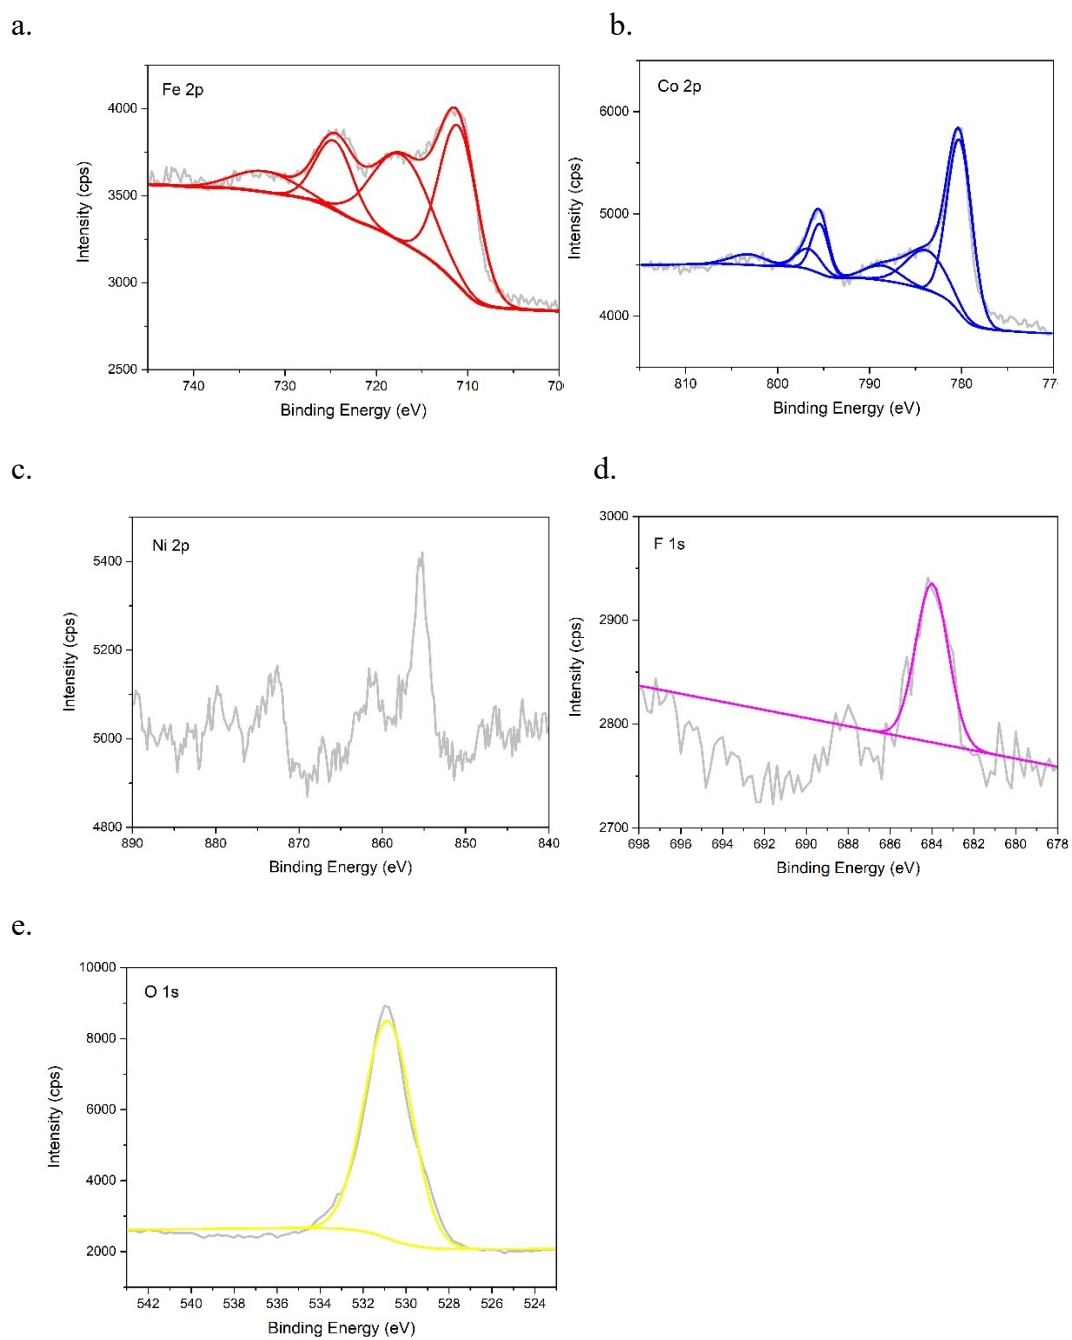 a.
Fe 2p
4000
3500
3000
2500
740
730
720
710
700
Intensity (cps)
Binding Energy (eV)
b.
Co 2p
6000
5000
4000
810
800
790
780
770
Intensity (cps)
Binding Energy (eV)
c.
Ni 2p
5400
5200
5000
4800
890
880
870
860
850
840
Intensity (cps)
Binding Energy (eV)
d.
F 1s
3000
2900
2800
2700
698
696
694
692
690
688
686
684
682
680
678
Intensity (cps)
Binding Energy (eV)
e.
O 1s
10000
8000
6000
4000
2000
542
540
538
536
534
532
530
528
526
524
Intensity (cps)
Binding Energy (eV)